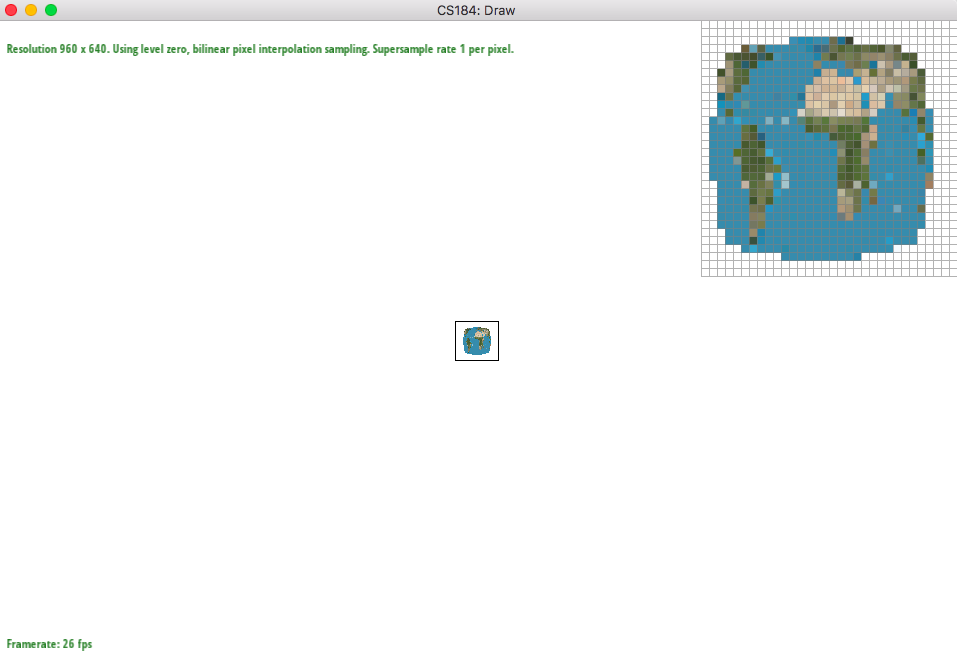 CS184: Draw
Resolution 960 x 640. Using level zero, bilinear pixel interpolation sampling. Supersample rate 1 per pixel.
Framerate: 26 fps